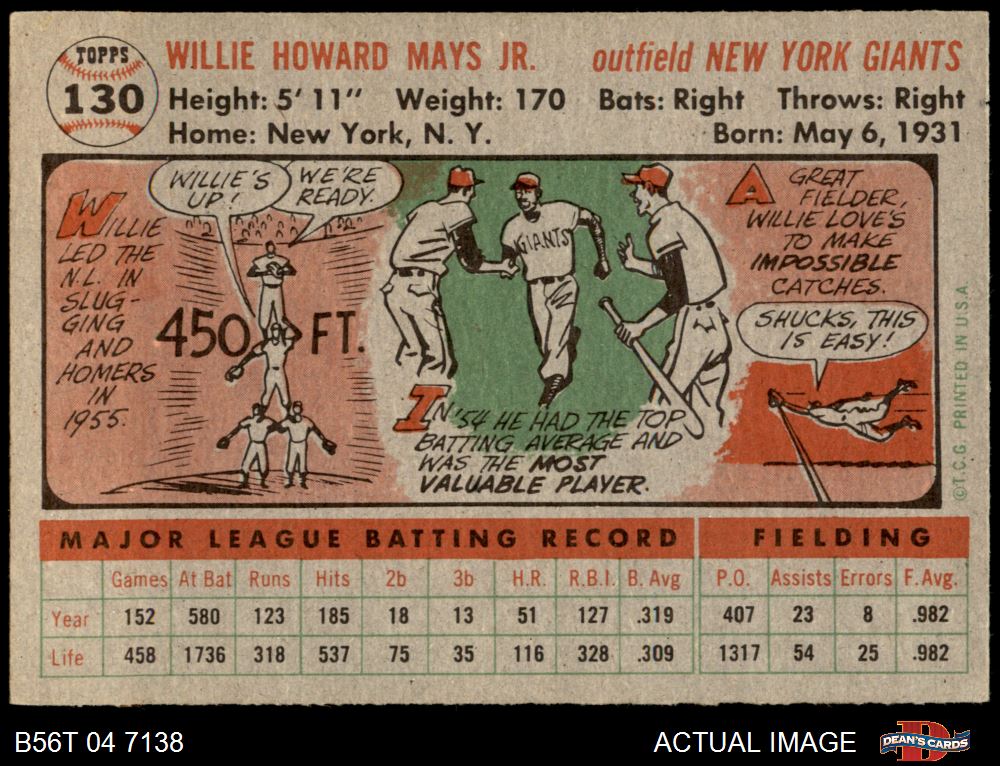 TOPPS
130
WILLIE HOWARD MAYS JR. outfield NEW YORK GIANTS
Height: 5' 11" Weight: 170 Bats: Right Throws: Right
Home: New York, N. Y. Born: May 6, 1931
WILLIE
LED THE
N.L. IN
SLUG-
GING
AND
HOMERS
IN
1955.
WILLIE'S
UP!
WE'RE
READY.
450 FT.
GIANTS
IN '54 HE HAD THE TOP
BATTING AVERAGE AND
WAS THE MOST
VALUABLE PLAYER.
A GREAT
FIELDER,
WILLIE LOVE'S
TO MAKE
IMPOSSIBLE
CATCHES.
SHUCKS, THIS
IS EASY!
©T.C.G. PRINTED IN U.S.A.
MAJOR LEAGUE BATTING RECORD FIELDING
Games At Bat Runs Hits 2b 3b H.R. R.B.I. B. Avg P.O. Assists Errors F. Avg.
Year 152 580 123 185 18 13 51 127 .319 407 23 8 .982
Life 458 1736 318 537 75 35 116 328 .309 1317 54 25 .982
B56T 04 7138 ACTUAL IMAGE D DEAN'S CARDS